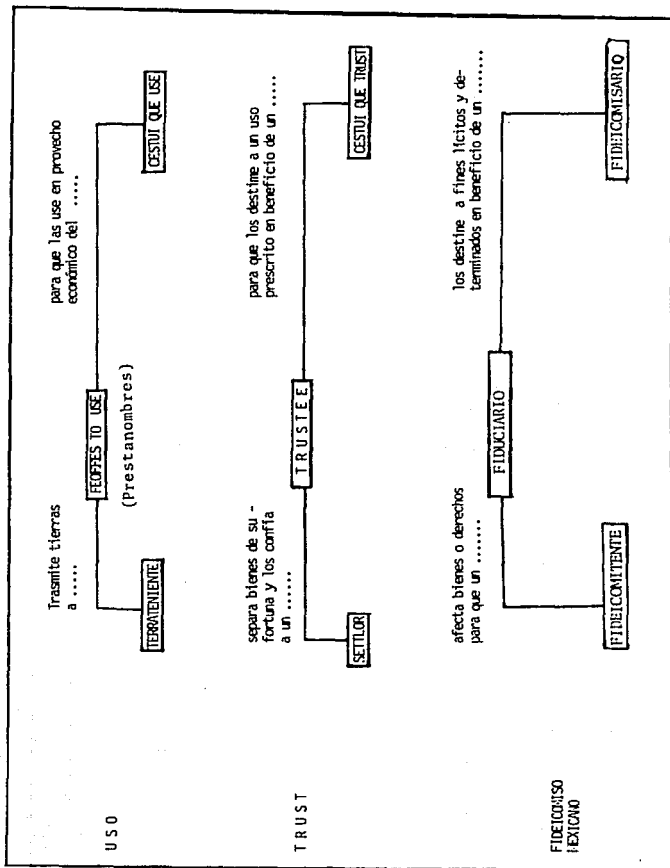 USO
Trasmite tierras
a .....
para que las use en provecho
económico del .....
TERRATENIENTE
FEOFFES TO USE
(Prestanombres)
CESTUI QUE USE
TRUST
separa bienes de su -
fortuna y los confía
a un ......
para que los destime a un uso
prescrito en beneficio de un .....
SETTLOR
TRUSTEE
CESTUI QUE TRUST
FIDEICOMISO
MEXICANO
afecta bienes o derechos
para que un .......
los destine a fines lícitos y de-
terminados en beneficio de un .......
FIDEICOMITENTE
FIDUCIARIO
FIDEICOMISARIO